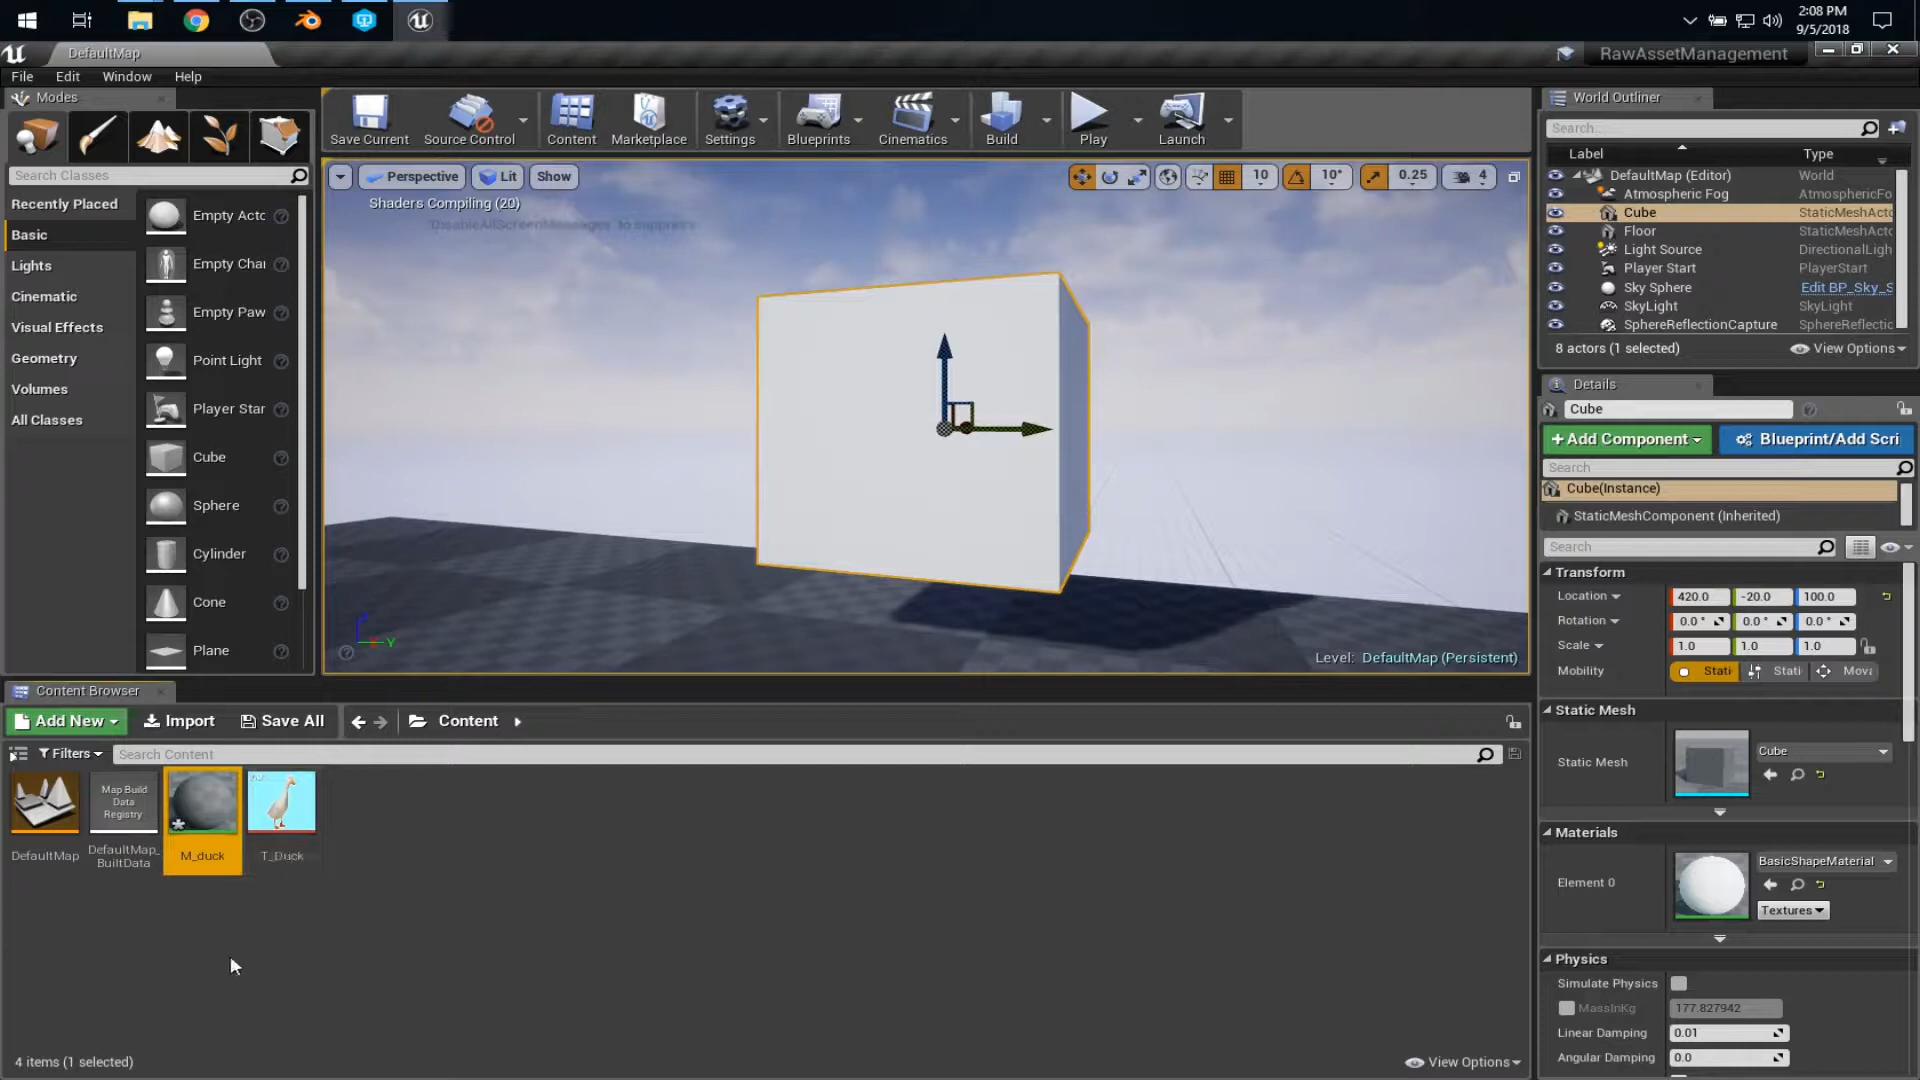 2:08 PM
9/5/2018
DefaultMap
RawAssetManagement
File Edit Window Help
Modes
Search Classes
Recently Placed
Basic
Lights
Cinematic
Visual Effects
Geometry
Volumes
All Classes
Empty Acto
Empty Char
Empty Paw
Point Light
Player Star
Cube
Sphere
Cylinder
Cone
Plane
Save Current
Source Control
Content
Marketplace
Settings
Blueprints
Cinematics
Build
Play
Launch
Perspective
Lit
Show
10
10°
0.25
4
Shaders Compiling (20)
'DisableAllScreenMessages' to suppress
Level: DefaultMap (Persistent)
World Outliner
Search...
Label Type
DefaultMap (Editor) World
Atmospheric Fog AtmosphericFo
Cube StaticMeshActo
Floor StaticMeshActo
Light Source DirectionalLigh
Player Start PlayerStart
Sky Sphere Edit BP_Sky_S
SkyLight SkyLight
SphereReflectionCapture SphereReflectic
8 actors (1 selected) View Options
Details
Cube
+Add Component
Blueprint/Add Scri
Search
Cube(Instance)
StaticMeshComponent (Inherited)
Search
Transform
Location 420.0 -20.0 100.0
Rotation 0.0 ° 0.0 ° 0.0 °
Scale 1.0 1.0 1.0
Mobility Stati Stati Mova
Static Mesh
Static Mesh Cube
Materials
Element 0 BasicShapeMaterial
Textures
Physics
Simulate Physics
MassInKg 177.827942
Linear Damping 0.01
Angular Damping 0.0
Content Browser
Add New Import Save All Content
Filters Search Content
Map Build
Data
Registry
DefaultMap
DefaultMap_
BuiltData
M_duck
T_Duck
4 items (1 selected)
View Options